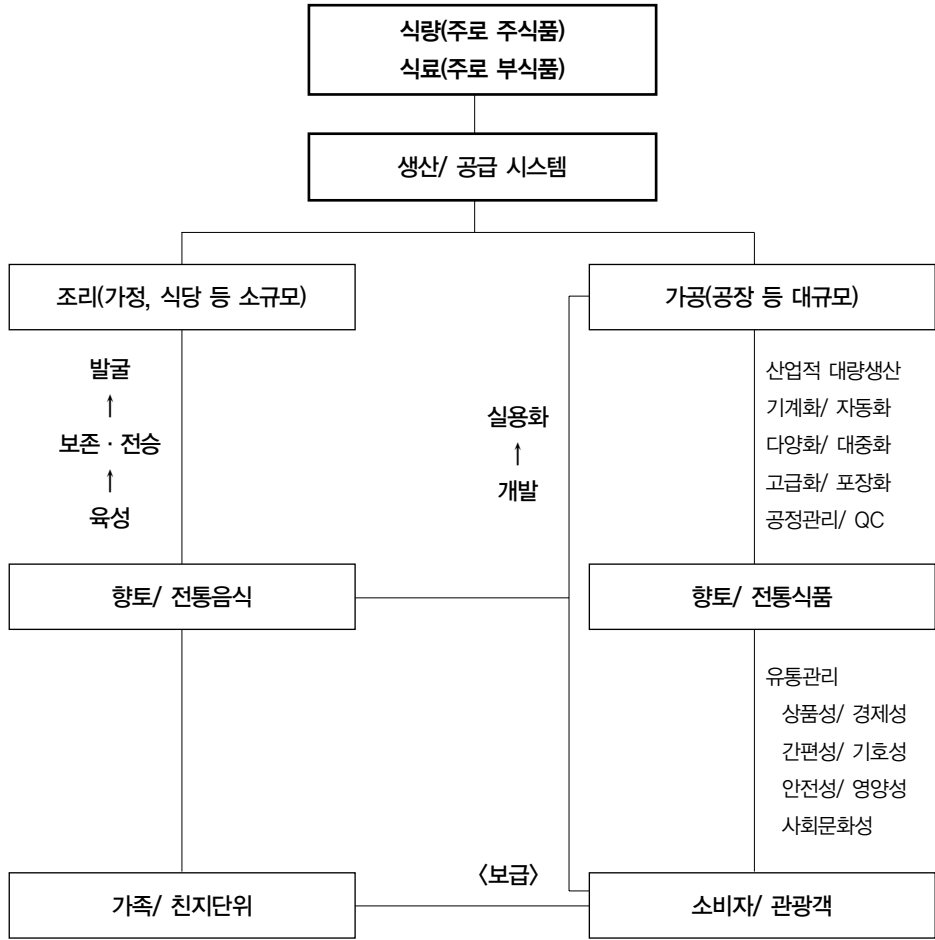 식량(주로 주식품)
식료(주로 부식품)
생산/ 공급 시스템
조리(가정, 식당 등 소규모)
가공(공장 등 대규모)
발굴
↑
보존 · 전승
↑
육성
실용화
↑
개발
산업적 대량생산
기계화/ 자동화
다양화/ 대중화
고급화/ 포장화
공정관리/ QC
향토/ 전통음식
향토/ 전통식품
유통관리
상품성/ 경제성
간편성/ 기호성
안전성/ 영양성
사회문화성
〈보급〉
가족/ 친지단위
소비자/ 관광객